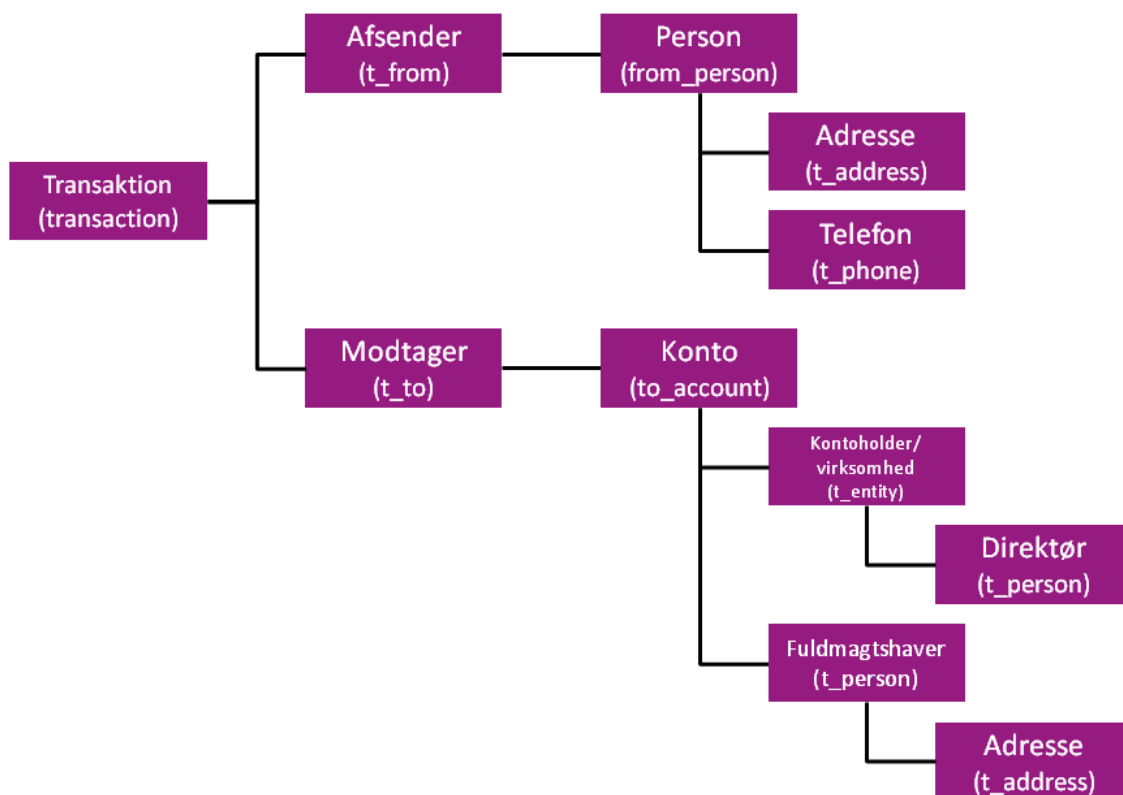 Afsender
(t_from)
Person
(from_person)
Adresse
(t_address)
Transaktion
(transaction)
Telefon
(t_phone)
Modtager
(t_to)
Konto
(to_account)
Kontoholder/
virksomhed
(t_entity)
Direktør
(t_person)
Fuldmagtshaver
(t_person)
Adresse
(t_address)